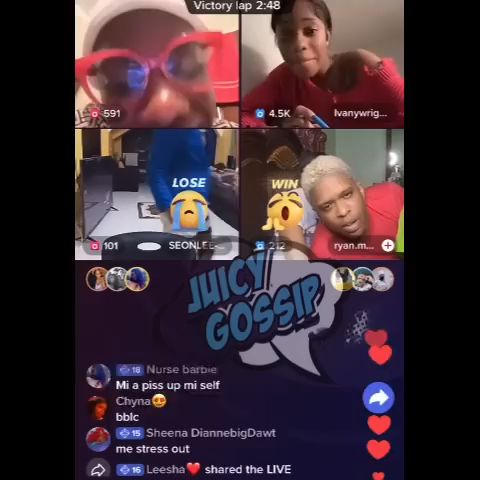 Victory lap 2:48
591
4.5K
Ivanywrig...
LOSE
WIN
101
SEONLEE-...
212
ryan.m...
JUICY
GOSSIP
18 Nurse barbie
Mi a piss up mi self
Chyna😍
bblc
15 Sheena DiannebigDawt
me stress out
16 Leesha❤️ shared the LIVE